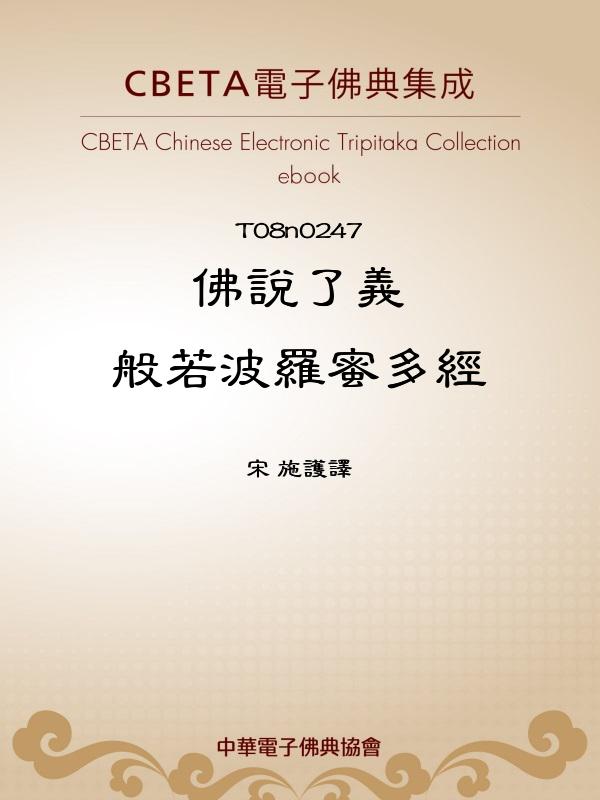 CBETA電子佛典集成
CBETA Chinese Electronic Tripitaka Collection
ebook
T08n0247
佛說了義
般若波羅蜜多經
宋 施護譯
中華電子佛典協會